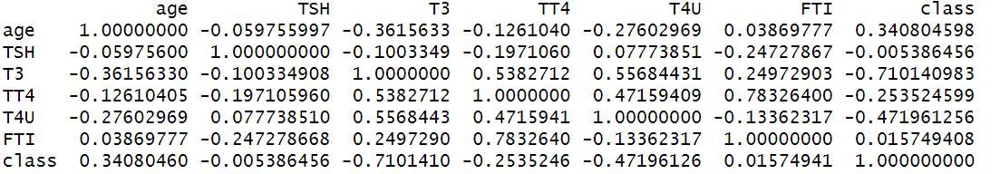 age TSH T3 TT4 T4U FTI class
age 1.00000000 -0.059755997 -0.3615633 -0.1261040 -0.27602969 0.03869777 0.340804598
TSH -0.05975600 1.000000000 -0.1003349 -0.1971060 0.07773851 -0.24727867 -0.005386456
T3 -0.36156330 -0.100334908 1.0000000 0.5382712 0.55684431 0.24972903 -0.710140983
TT4 -0.12610405 -0.197105960 0.5382712 1.0000000 0.47159409 0.78326400 -0.253524599
T4U -0.27602969 0.077738510 0.5568443 0.4715941 1.00000000 -0.13362317 -0.471961256
FTI 0.03869777 -0.247278668 0.2497290 0.7832640 -0.13362317 1.00000000 0.015749408
class 0.34080460 -0.005386456 -0.7101410 -0.2535246 -0.47196126 0.01574941 1.000000000